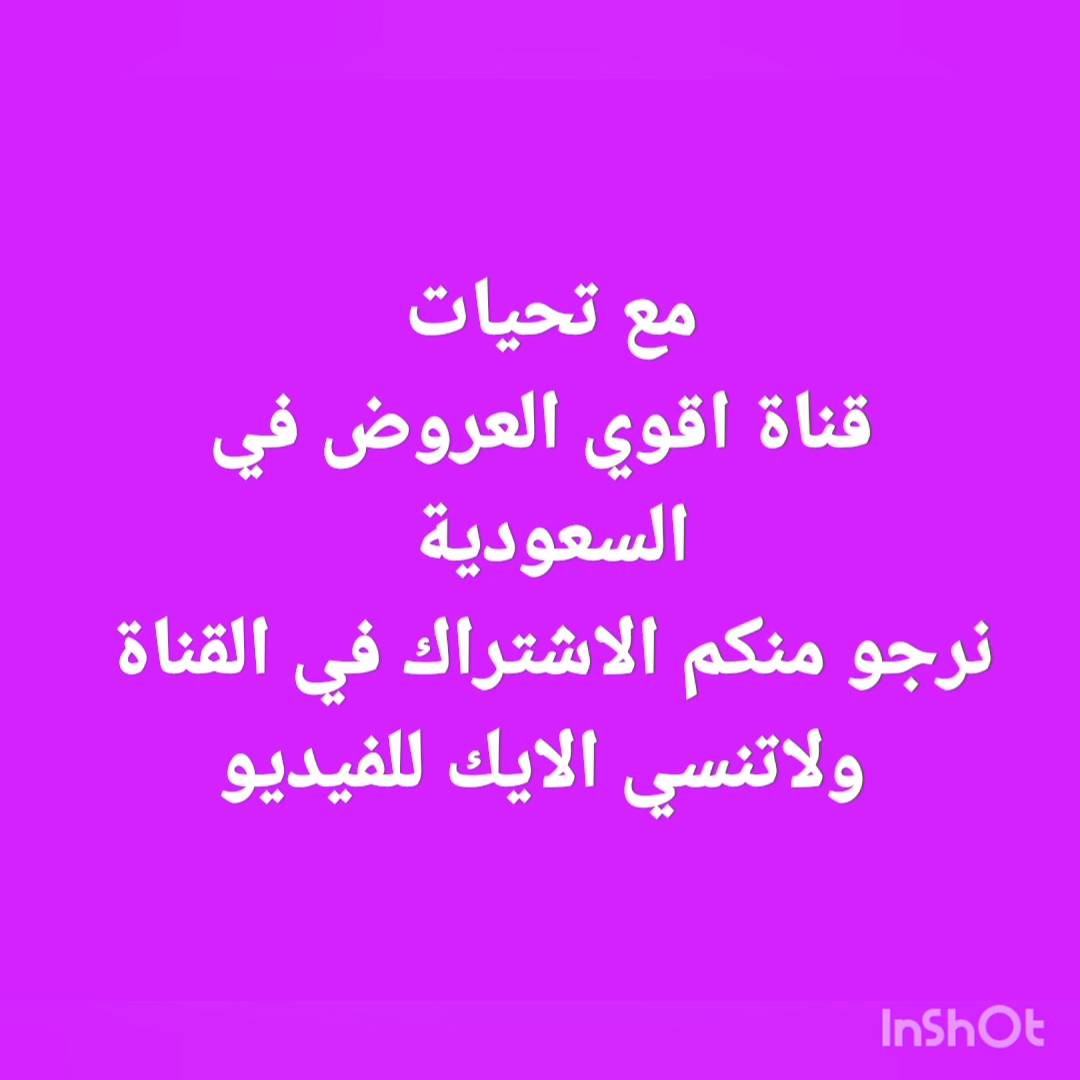 مع تحيات
قناة اقوي العروض في
السعودية
نرجو منكم الاشتراك في القناة
ولاتنسي الايك للفيديو
InShOt